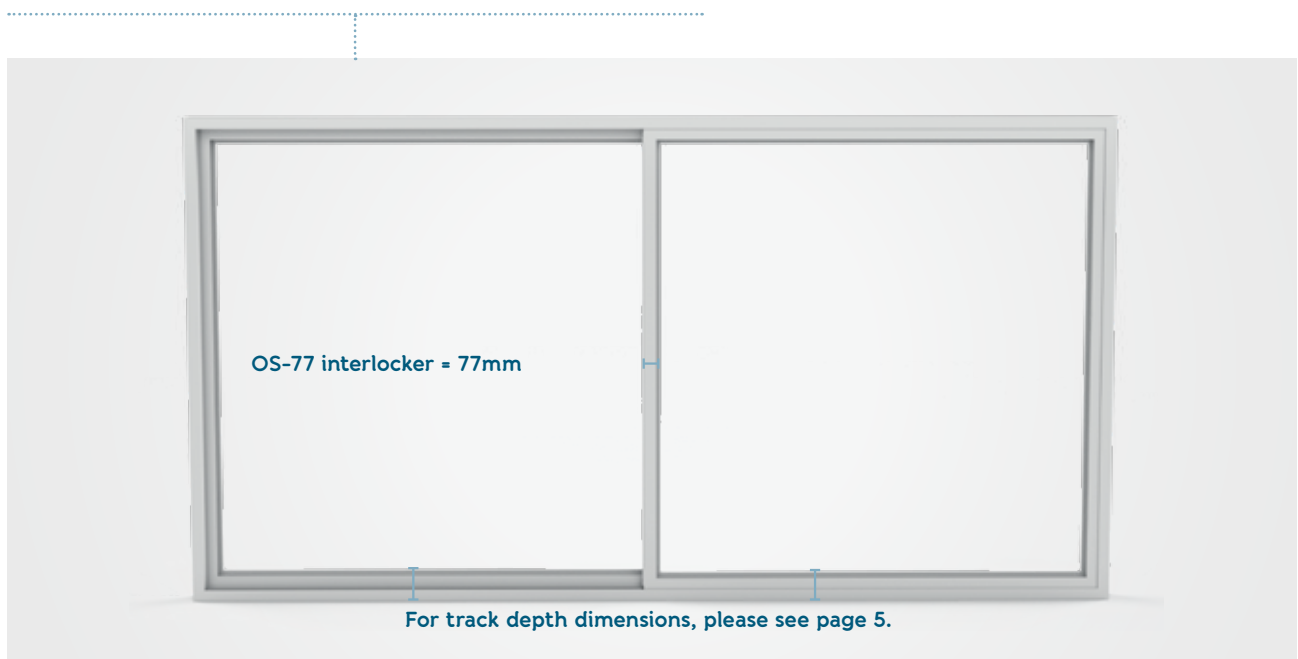 OS-77 interlocker = 77mm
For track depth dimensions, please see page 5.